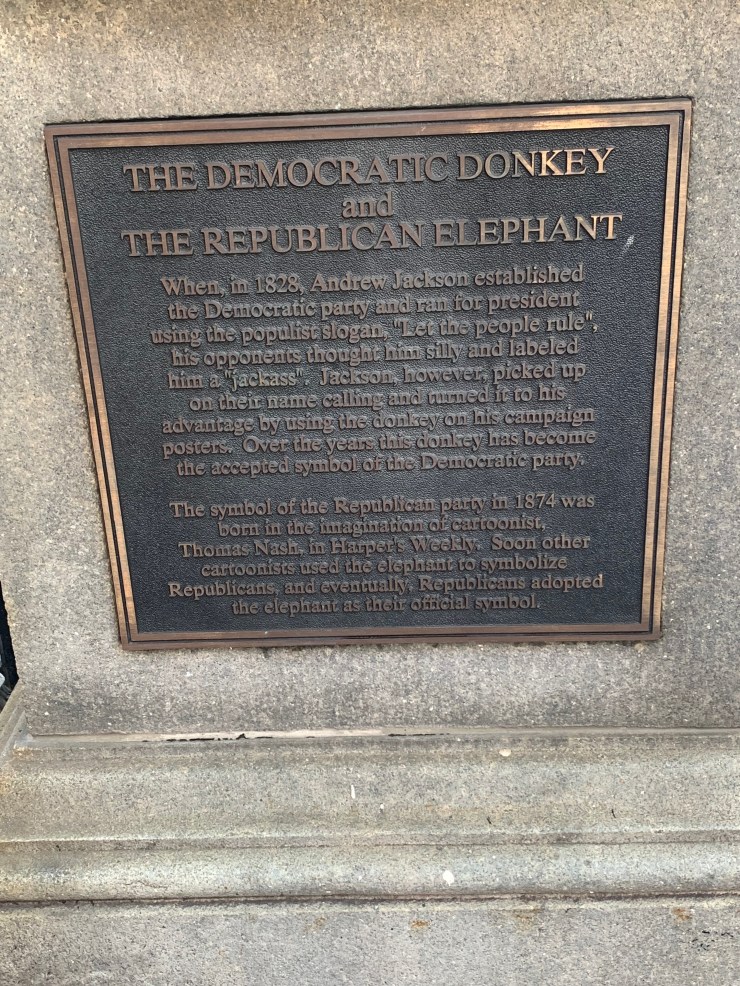 THE DEMOCRATIC DONKEY
and
THE REPUBLICAN ELEPHANT
When, in 1828, Andrew Jackson established
the Democratic party and ran for president
using the populist slogan, "Let the people rule",
his opponents thought him silly and labeled
him a "jackass". Jackson, however, picked up
on their name calling and turned it to his
advantage by using the donkey on his campaign
posters. Over the years this donkey has become
the accepted symbol of the Democratic party.
The symbol of the Republican party in 1874 was
born in the imagination of cartoonist,
Thomas Nash, in Harper's Weekly. Soon other
cartoonists used the elephant to symbolize
Republicans, and eventually, Republicans adopted
the elephant as their official symbol.